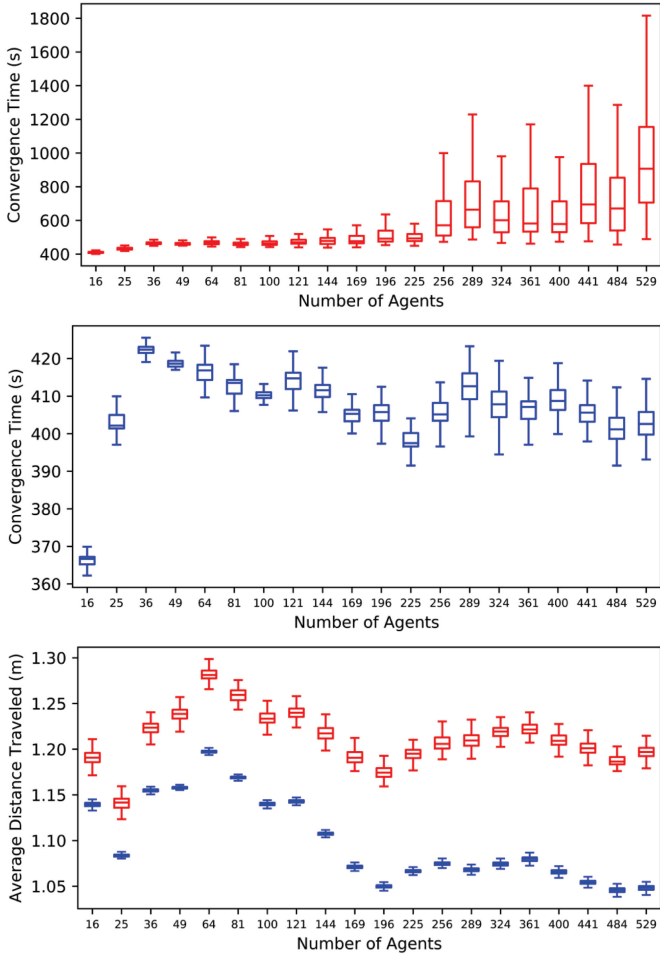 1800
1600
1400
1200
1000
800
600
400
Convergence Time (s)
16 25 36 49 64 81 100 121 144 169 196 225 256 289 324 361 400 441 484 529
Number of Agents
420
410
400
390
380
370
360
Convergence Time (s)
16 25 36 49 64 81 100 121 144 169 196 225 256 289 324 361 400 441 484 529
Number of Agents
1.30
1.25
1.20
1.15
1.10
1.05
Average Distance Traveled (m)
16 25 36 49 64 81 100 121 144 169 196 225 256 289 324 361 400 441 484 529
Number of Agents